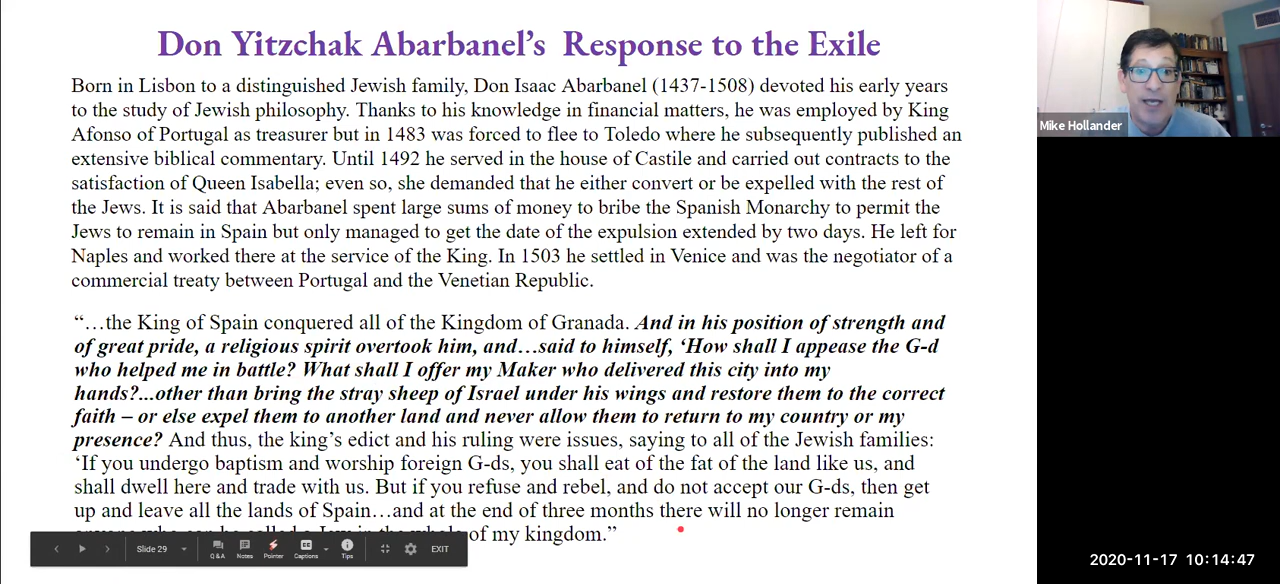 Don Yitzchak Abarbanel's Response to the Exile
Born in Lisbon to a distinguished Jewish family, Don Isaac Abarbanel (1437-1508) devoted his early years
to the study of Jewish philosophy. Thanks to his knowledge in financial matters, he was employed by King
Afonso of Portugal as treasurer but in 1483 was forced to flee to Toledo where he subsequently published an
extensive biblical commentary. Until 1492 he served in the house of Castile and carried out contracts to the
satisfaction of Queen Isabella; even so, she demanded that he either convert or be expelled with the rest of
the Jews. It is said that Abarbanel spent large sums of money to bribe the Spanish Monarchy to permit the
Jews to remain in Spain but only managed to get the date of the expulsion extended by two days. He left for
Naples and worked there at the service of the King. In 1503 he settled in Venice and was the negotiator of a
commercial treaty between Portugal and the Venetian Republic.
“…the King of Spain conquered all of the Kingdom of Granada. And in his position of strength and
of great pride, a religious spirit overtook him, and…said to himself, ‘How shall I appease the G-d
who helped me in battle? What shall I offer my Maker who delivered this city into my
hands?...other than bring the stray sheep of Israel under his wings and restore them to the correct
faith – or else expel them to another land and never allow them to return to my country or my
presence? And thus, the king’s edict and his ruling were issues, saying to all of the Jewish families:
‘If you undergo baptism and worship foreign G-ds, you shall eat of the fat of the land like us, and
shall dwell here and trade with us. But if you refuse and rebel, and do not accept our G-ds, then get
up and leave all the lands of Spain…and at the end of three months there will no longer remain
of my kingdom.”
Slide 29
Q & A
Notes
Pointer
Captions
Tips
EXIT
Mike Hollander
2020-11-17 10:14:47